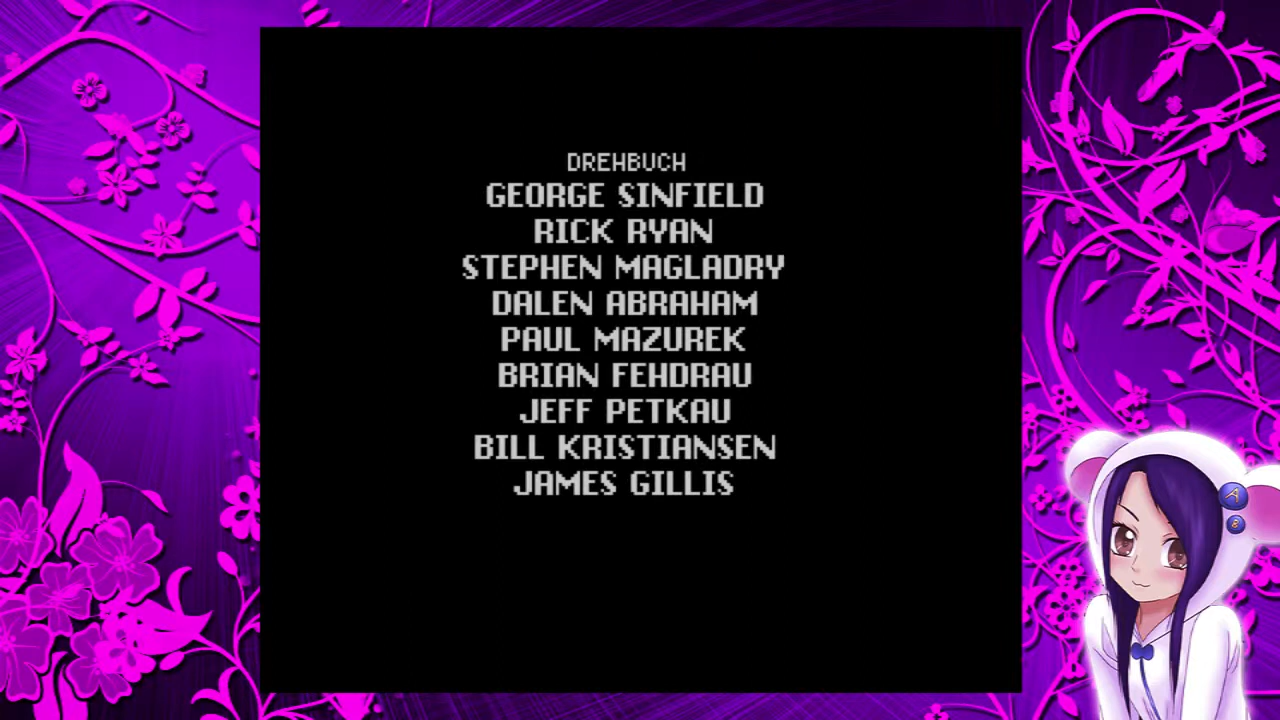 DREHBUCH
GEORGE SINFIELD
RICK RYAN
STEPHEN MAGLADRY
DALEN ABRAHAM
PAUL MAZUREK
BRIAN FEHDRAU
JEFF PETKAU
BILL KRISTIANSEN
JAMES GILLIS
A
B